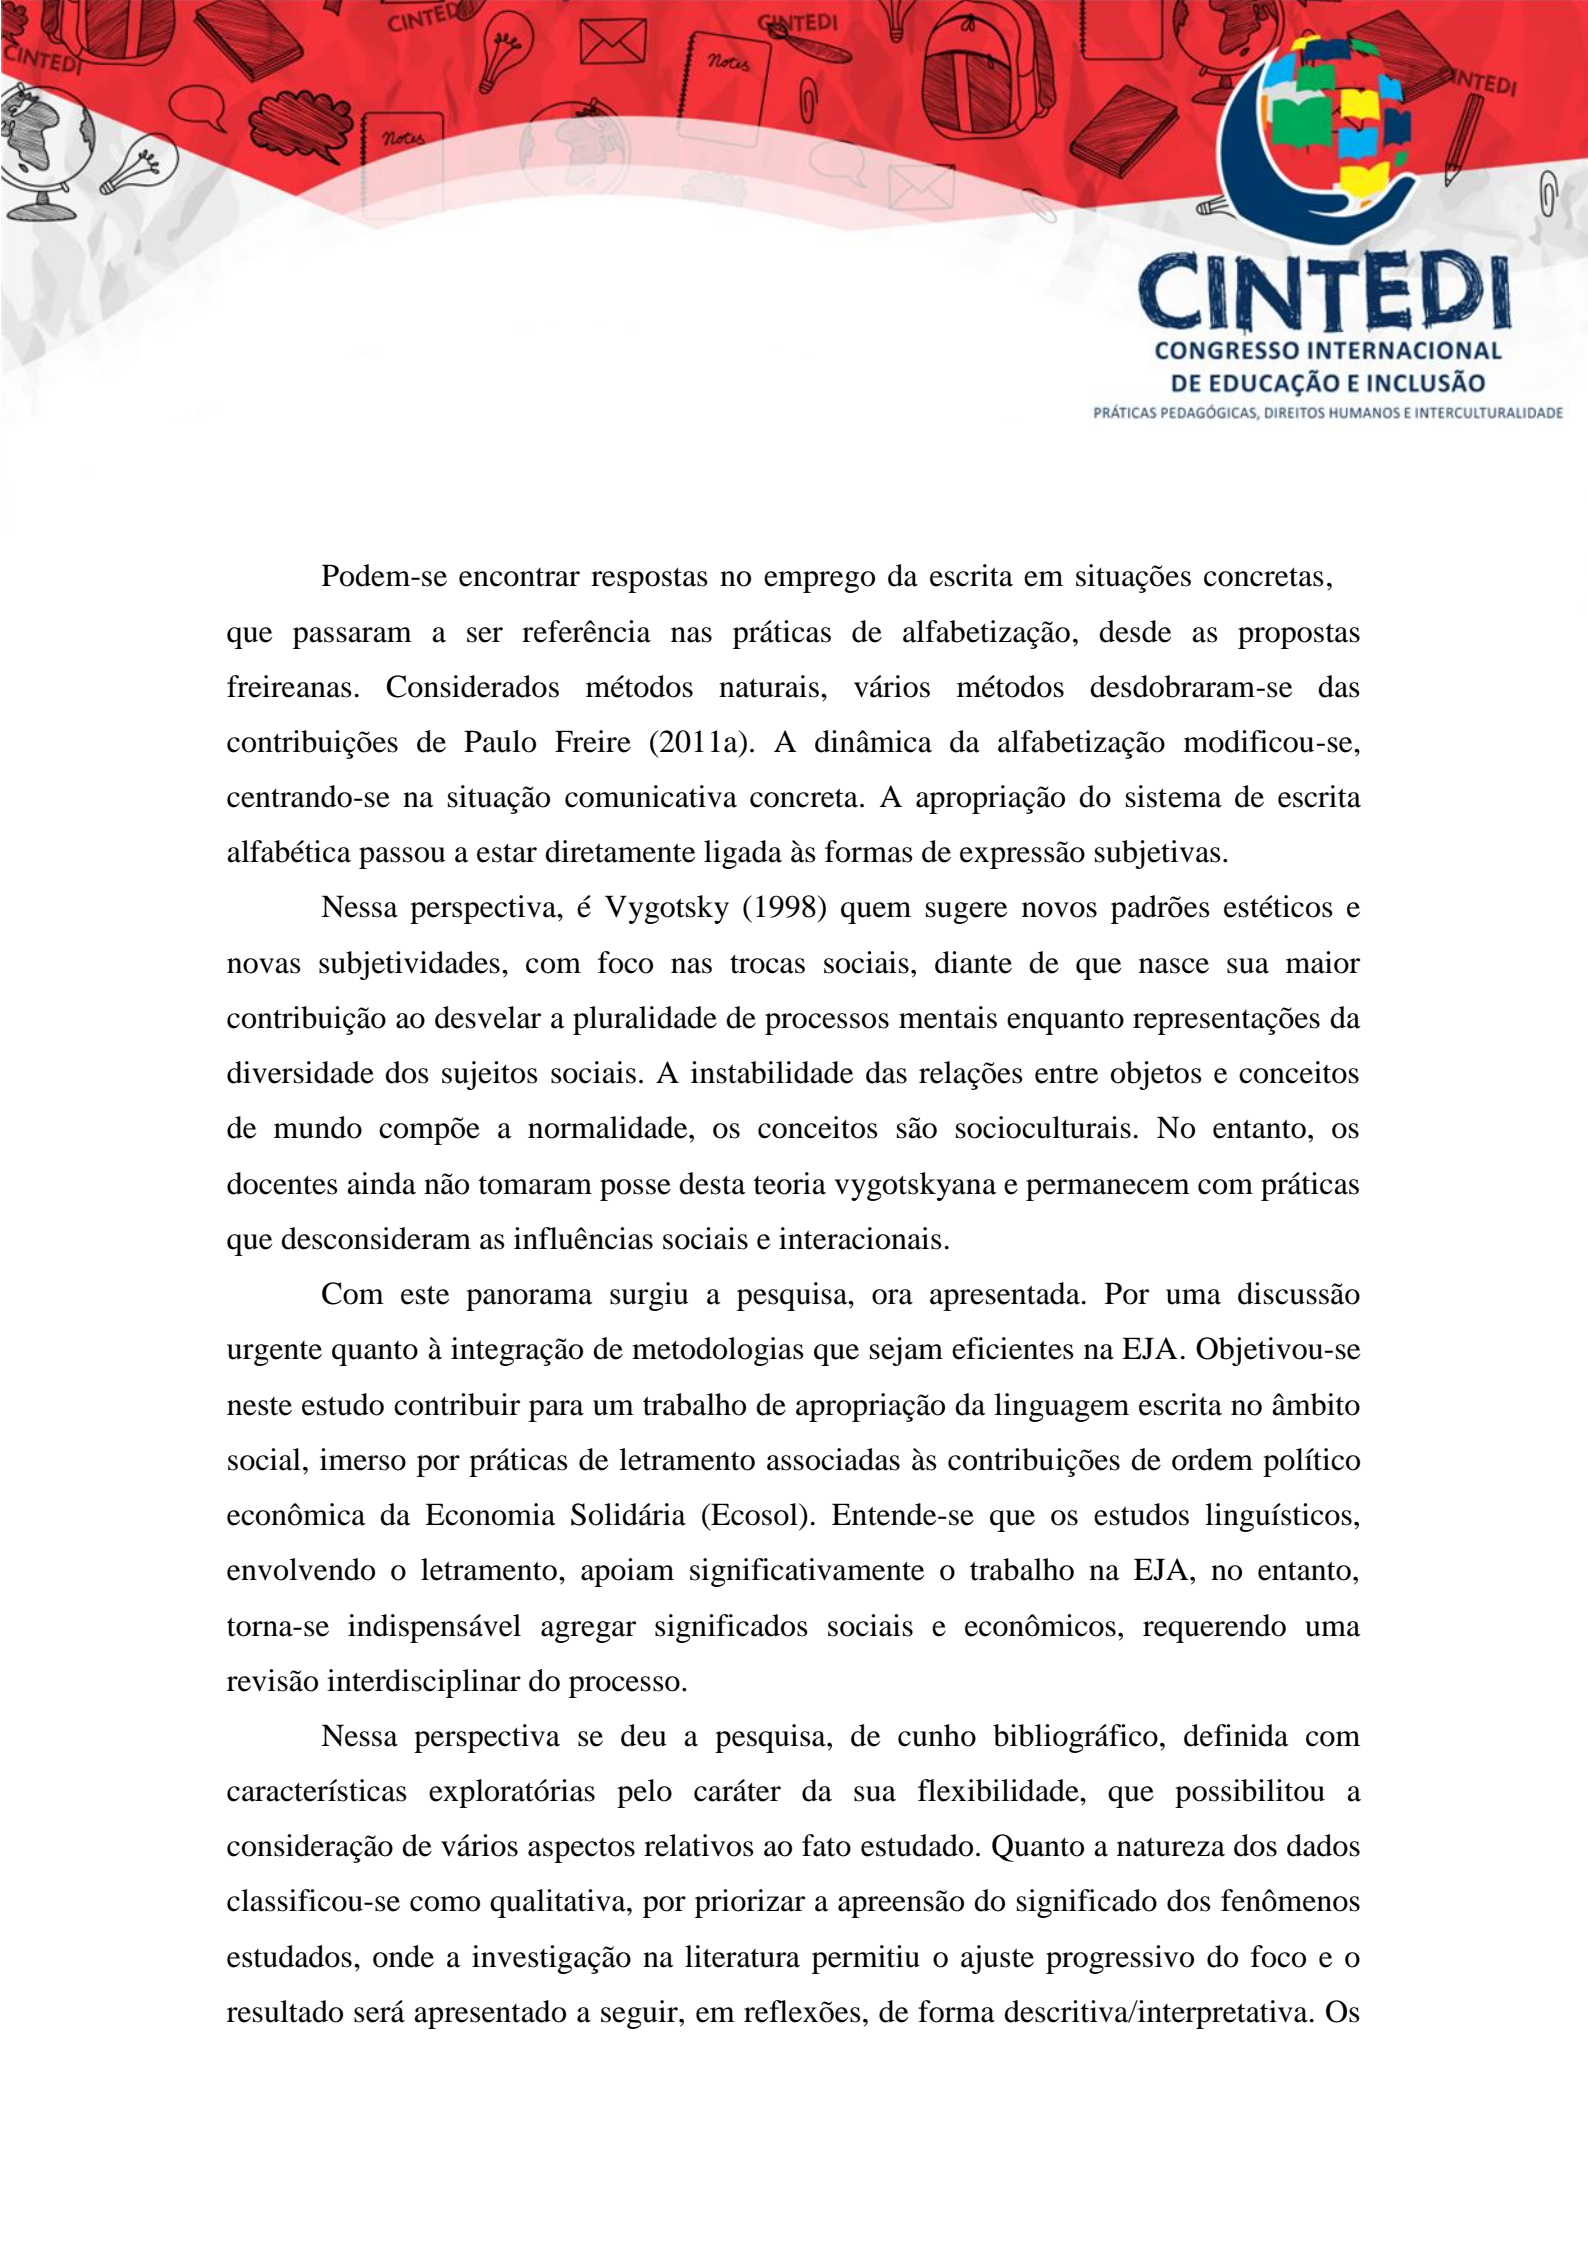 CINTEDI
CINTEDI
CINTEDI
INTEDI
Notes
Notes
CINTEDI
CONGRESSO INTERNACIONAL
DE EDUCAÇÃO E INCLUSÃO
PRÁTICAS PEDAGÓGICAS, DIREITOS HUMANOS E INTERCULTURALIDADE
Podem-se encontrar respostas no emprego da escrita em situações concretas,
que passaram a ser referência nas práticas de alfabetização, desde as propostas
freireanas. Considerados métodos naturais, vários métodos desdobraram-se das
contribuições de Paulo Freire (2011a). A dinâmica da alfabetização modificou-se,
centrando-se na situação comunicativa concreta. A apropriação do sistema de escrita
alfabética passou a estar diretamente ligada às formas de expressão subjetivas.
Nessa perspectiva, é Vygotsky (1998) quem sugere novos padrões estéticos e
novas subjetividades, com foco nas trocas sociais, diante de que nasce sua maior
contribuição ao desvelar a pluralidade de processos mentais enquanto representações da
diversidade dos sujeitos sociais. A instabilidade das relações entre objetos e conceitos
de mundo compõe a normalidade, os conceitos são socioculturais. No entanto, os
docentes ainda não tomaram posse desta teoria vygotskyana e permanecem com práticas
que desconsideram as influências sociais e interacionais.
Com este panorama surgiu a pesquisa, ora apresentada. Por uma discussão
urgente quanto à integração de metodologias que sejam eficientes na EJA. Objetivou-se
neste estudo contribuir para um trabalho de apropriação da linguagem escrita no âmbito
social, imerso por práticas de letramento associadas às contribuições de ordem político
econômica da Economia Solidária (Ecosol). Entende-se que os estudos linguísticos,
envolvendo o letramento, apoiam significativamente o trabalho na EJA, no entanto,
torna-se indispensável agregar significados sociais e econômicos, requerendo uma
revisão interdisciplinar do processo.
Nessa perspectiva se deu a pesquisa, de cunho bibliográfico, definida com
características exploratórias pelo caráter da sua flexibilidade, que possibilitou a
consideração de vários aspectos relativos ao fato estudado. Quanto a natureza dos dados
classificou-se como qualitativa, por priorizar a apreensão do significado dos fenômenos
estudados, onde a investigação na literatura permitiu o ajuste progressivo do foco e o
resultado será apresentado a seguir, em reflexões, de forma descritiva/interpretativa. Os